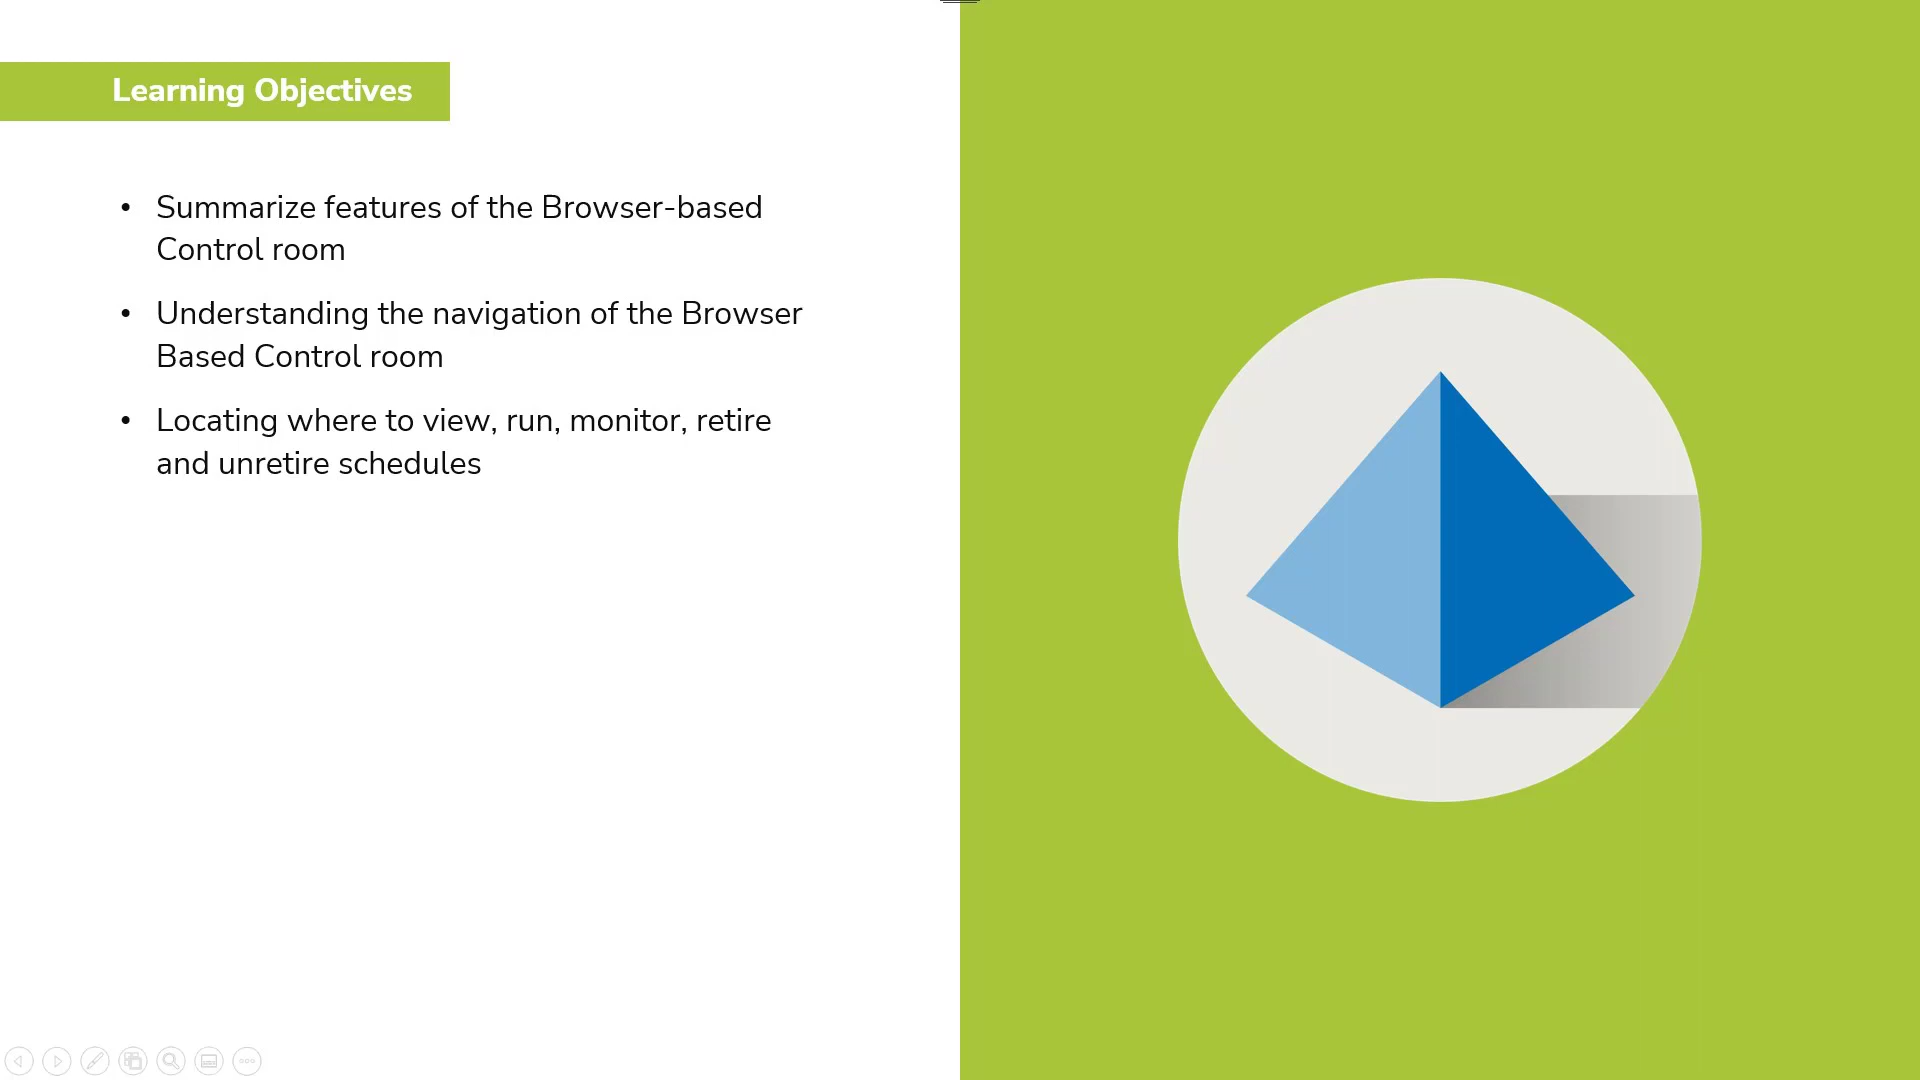 Learning Objectives
• Summarize features of the Browser-based
Control room
• Understanding the navigation of the Browser
Based Control room
• Locating where to view, run, monitor, retire
and unretire schedules